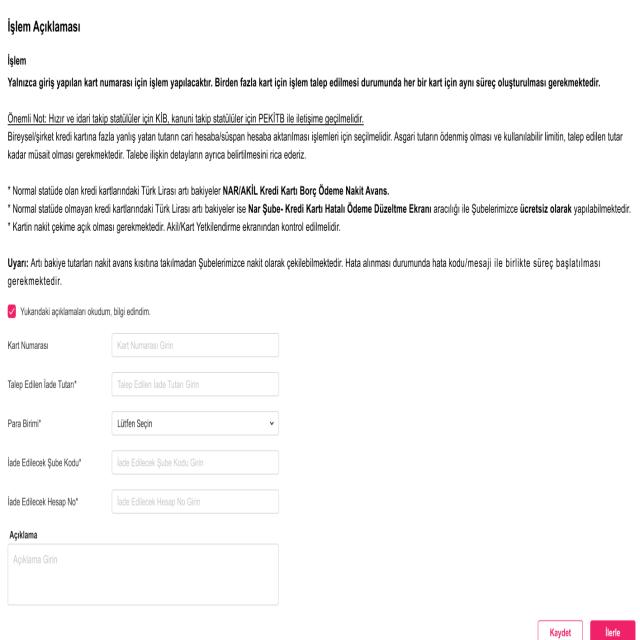 İşlem Açıklaması
İşlem
Yalnızca giriş yapılan kart numarası için işlem yapılacaktır. Birden fazla kart için işlem talep edilmesi durumunda her bir kart için aynı süreç oluşturulması gerekmektedir.
Önemli Not: Hızır ve idari takip statülüler için KİB, kanuni takip statülüler için PEKİTB ile iletişime geçilmelidir.
Bireysel/şirket kredi kartına fazla yanlış yatan tutarın cari hesaba/süspan hesaba aktarılması işlemleri için seçilmelidir. Asgari tutarın ödenmiş olması ve kullanılabilir limitin, talep edilen tutar
kadar müsait olması gerekmektedir. Talebe ilişkin detayların ayrıca belirtilmesini rica ederiz.
* Normal statüde olan kredi kartlarındaki Türk Lirası artı bakiyeler NAR/AKİL Kredi Kartı Borç Ödeme Nakit Avans.
* Normal statüde olmayan kredi kartlarındaki Türk Lirası artı bakiyeler ise Nar Şube- Kredi Kartı Hatalı Ödeme Düzeltme Ekranı aracılığı ile Şubelerimizce ücretsiz olarak yapılabilmektedir.
* Kartin nakit çekime açık olması gerekmektedir. Akil/Kart Yetkilendirme ekranından kontrol edilmelidir.
Uyarı: Artı bakiye tutarları nakit avans kısıtına takılmadan Şubelerimizce nakit olarak çekilebilmektedir. Hata alınması durumunda hata kodu/mesaji ile birlikte süreç başlatılması
gerekmektedir.
Yukarıdaki açıklamaları okudum, bilgi edindim.
Kart Numarası Kart Numarası Girin
Talep Edilen İade Tutarı* Talep Edilen İade Tutarı Girin
Para Birimi* Lütfen Seçin
İade Edilecek Şube Kodu* İade Edilecek Şube Kodu Girin
İade Edilecek Hesap No* İade Edilecek Hesap No Girin
Açıklama
Açıklama Girin
Kaydet İlerle